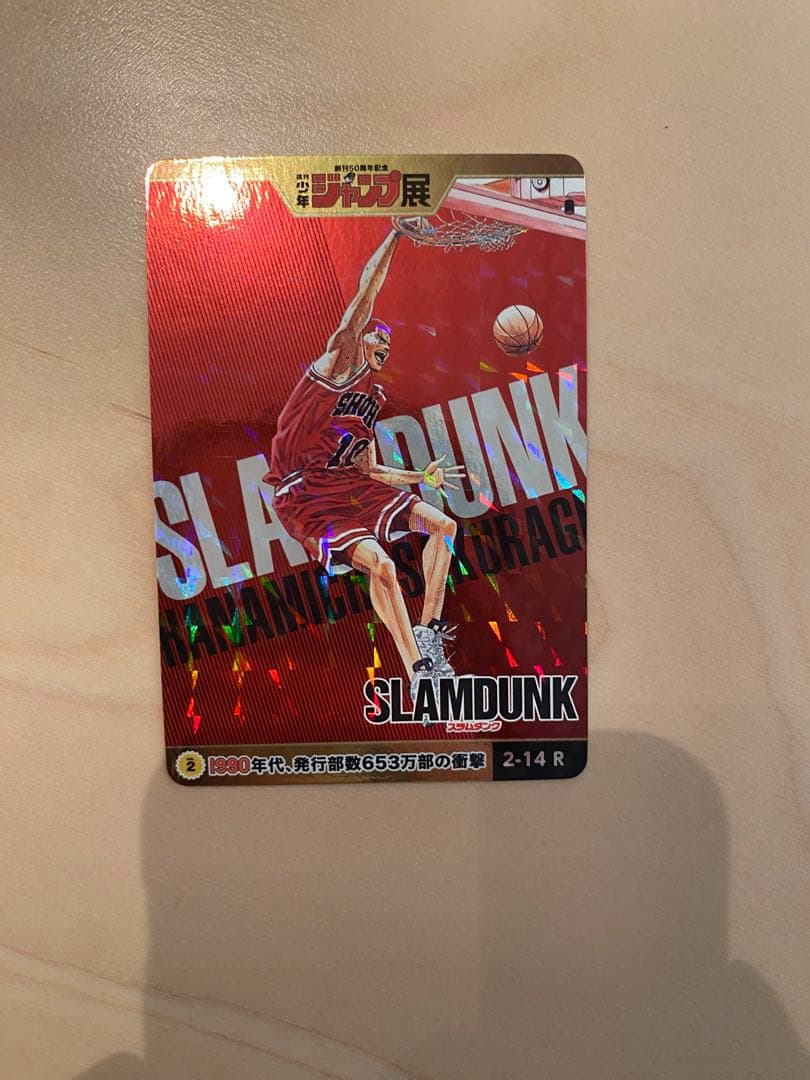 創刊50周年記念
週刊
少年
ジャンプ展
SHOH
10
SLAMDUNK
HANAMICHI SAKURAGI
SLAMDUNK
スラムダンク
2
1990年代、発行部数653万部の衝撃
2-14 R